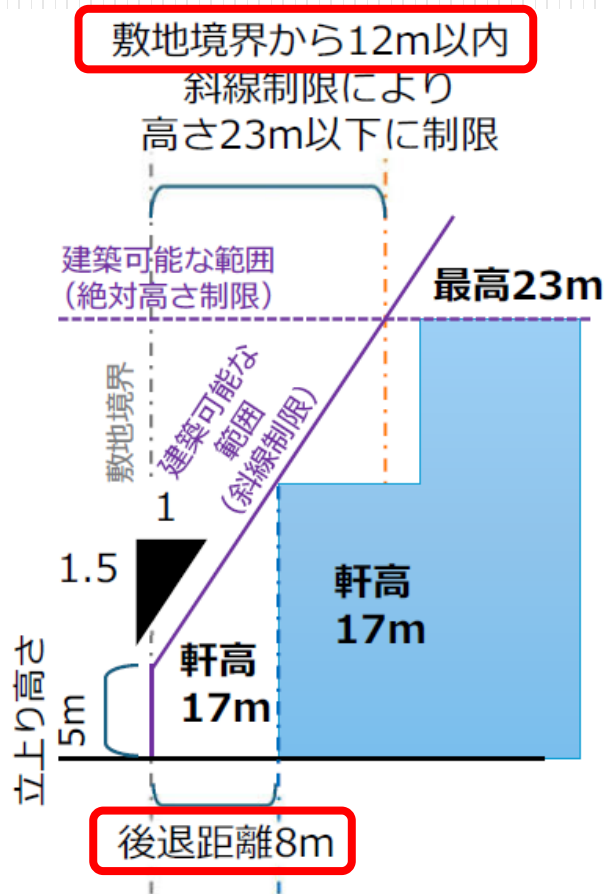 敷地境界から12m以内
斜線制限により
高さ23m以下に制限
建築可能な範囲
（絶対高さ制限）
最高23m
敷地境界
建築可能な
範囲
（斜線制限）
1
1.5
軒高
17m
軒高
17m
立上り高さ
5m
後退距離8m